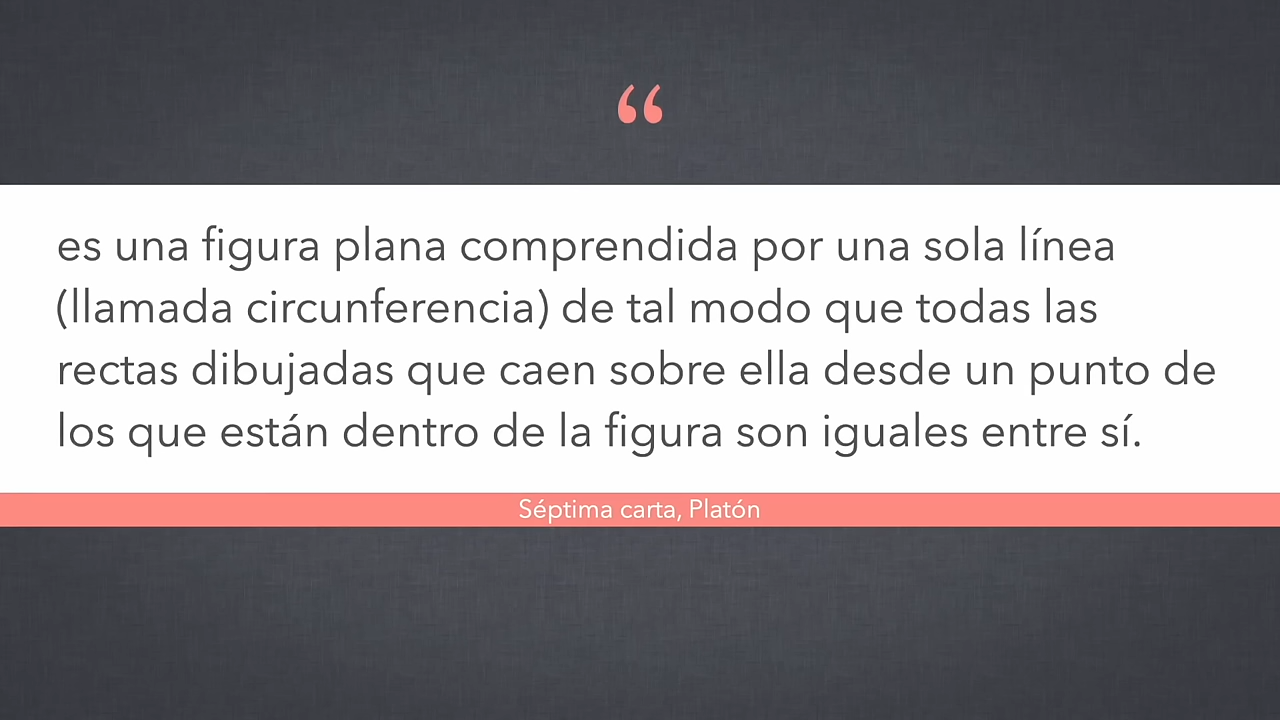 “
es una figura plana comprendida por una sola línea
(llamada circunferencia) de tal modo que todas las
rectas dibujadas que caen sobre ella desde un punto de
los que están dentro de la figura son iguales entre sí.
Séptima carta, Platón